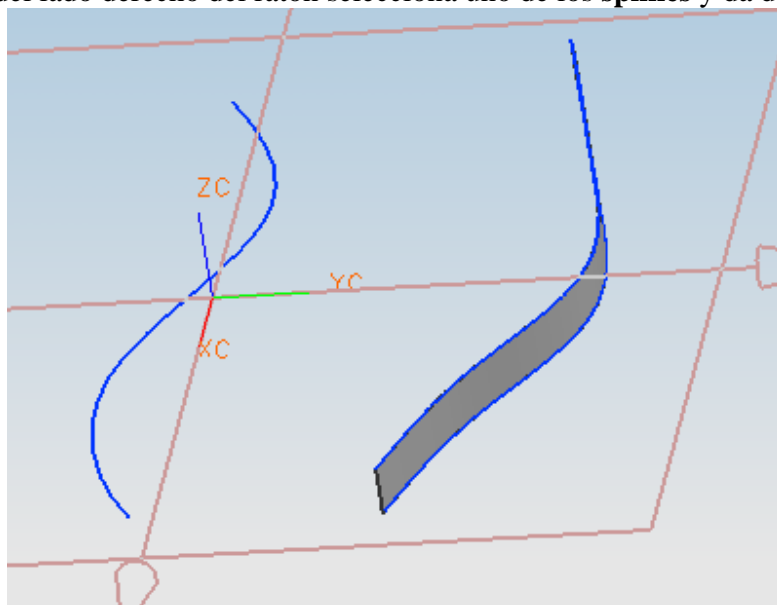 del lado derecho del ratón selecciona uno de los splines y da
ZC
YC
XC